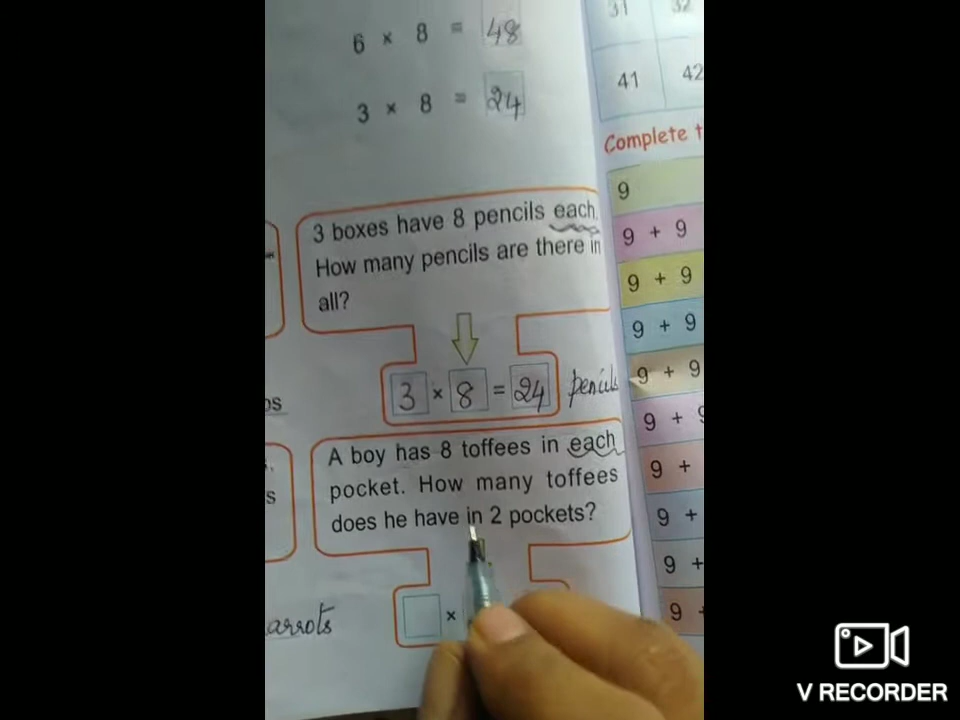 6 × 8 = 48
3 × 8 = 24
3 boxes have 8 pencils each.
How many pencils are there in
all?
3 × 8 = 24 pencils
A boy has 8 toffees in each
pocket. How many toffees
does he have in 2 pockets?
×
arrots
os
s
31 32
41 42
Complete t
9
9 + 9
9 + 9
9 + 9
9 + 9
9 + 9
9 +
9 +
9 +
9 +
V RECORDER